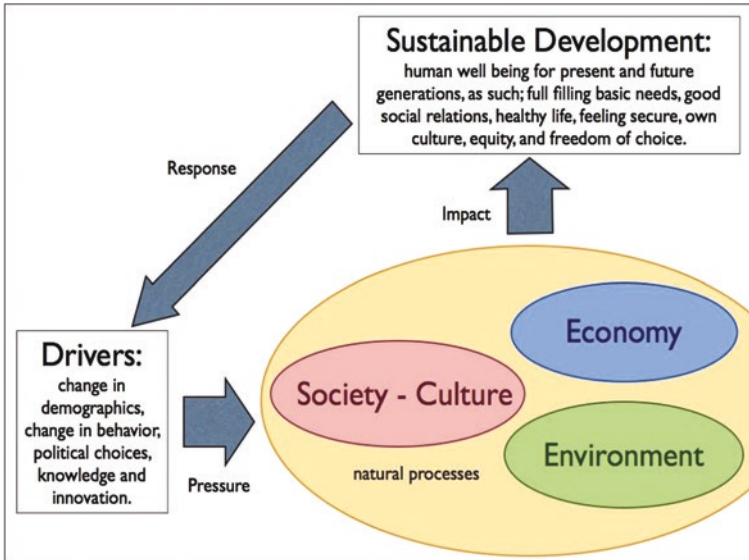 Sustainable Development:
human well being for present and future
generations, as such; full filling basic needs, good
social relations, healthy life, feeling secure, own
culture, equity, and freedom of choice.
Response
Impact
Drivers:
change in
demographics,
change in behavior,
political choices,
knowledge and
innovation.
Pressure
Economy
Society - Culture
Environment
natural processes